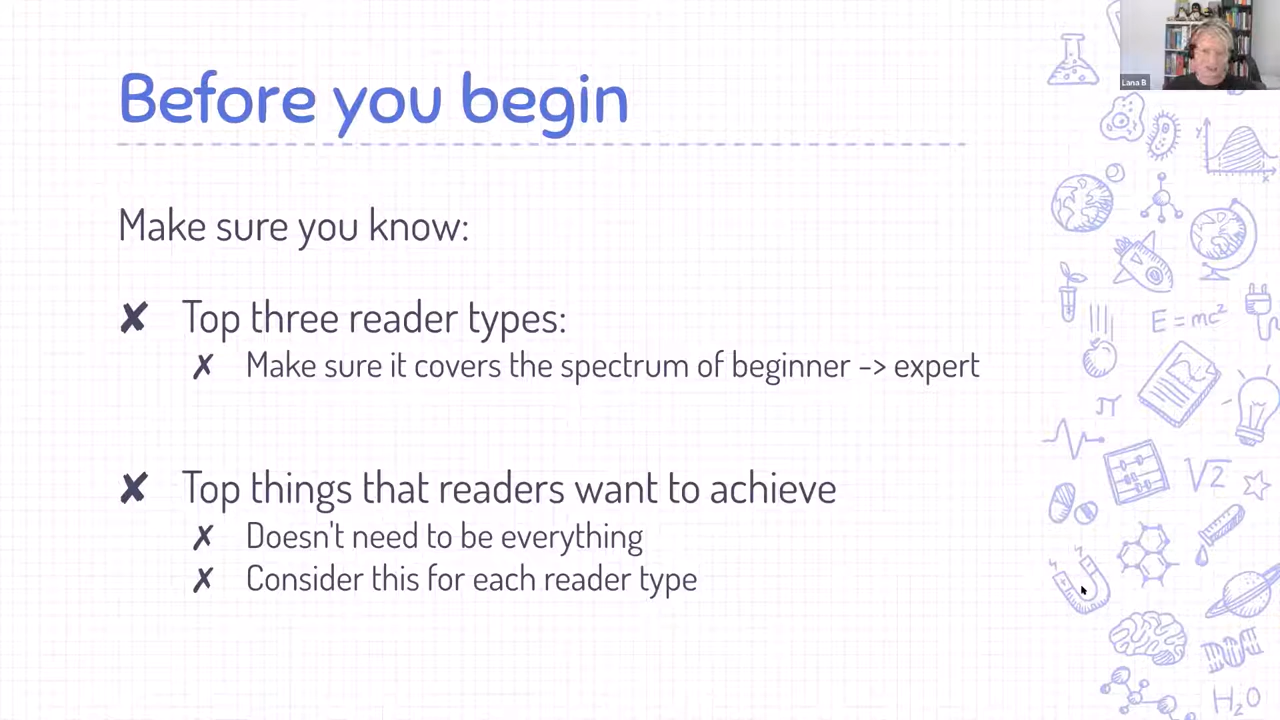 Before you begin
Lana B
Make sure you know:
✘ Top three reader types:
✗ Make sure it covers the spectrum of beginner -> expert
✘ Top things that readers want to achieve
✗ Doesn't need to be everything
✗ Consider this for each reader type
y
x
E=mc²
π
√2
H₂O